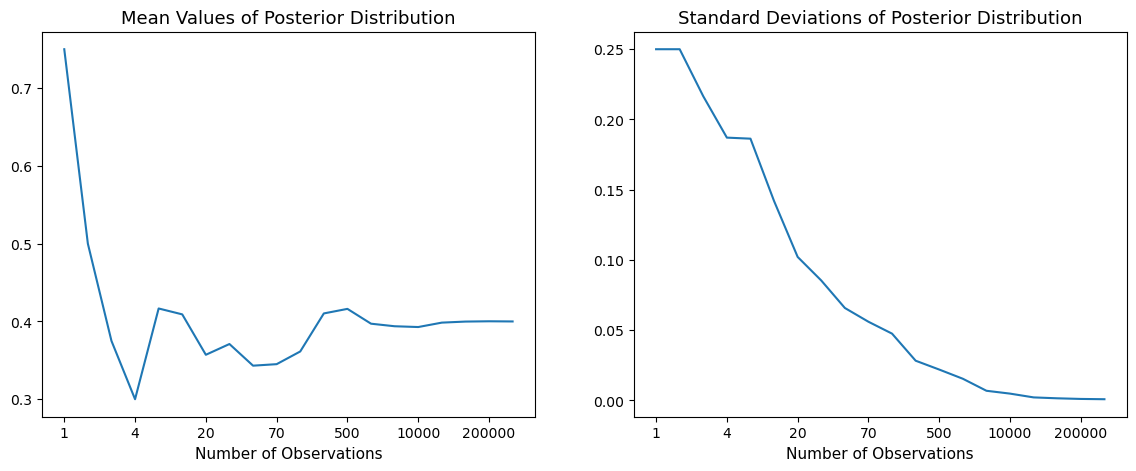 Mean Values of Posterior Distribution
0.7
0.6
0.5
0.4
0.3
1 4 20 70 500 10000 200000
Number of Observations
Standard Deviations of Posterior Distribution
0.25
0.20
0.15
0.10
0.05
0.00
1 4 20 70 500 10000 200000
Number of Observations